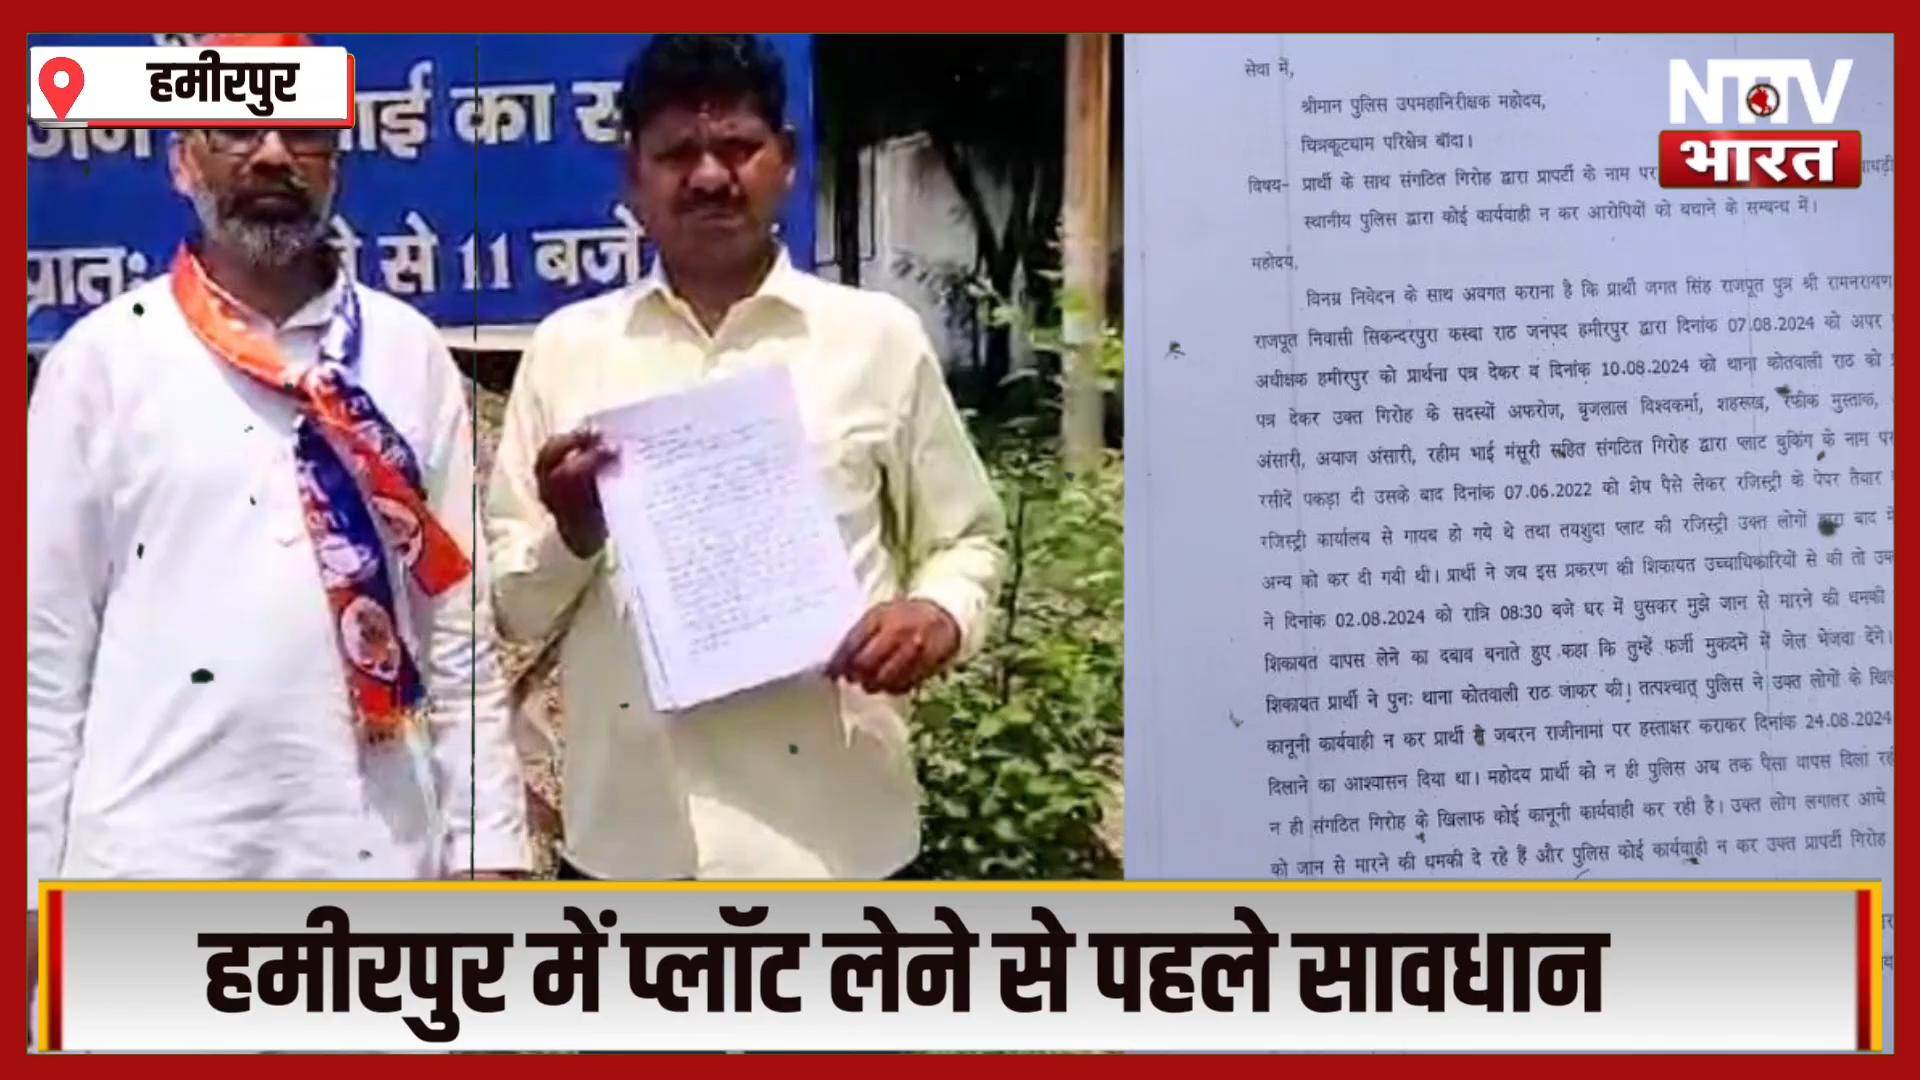 हमीरपुर
ाई का
प्रातः से 11 बजे
NTTV
भारत
सेवा में,
श्रीमान पुलिस उपमहानिरीक्षक महोदय,
चित्रकूटधाम परिक्षेत्र बाँदा।
विषय- प्रार्थी के साथ संगठित गिरोह द्वारा प्रापर्टी के नाम पर
स्थानीय पुलिस द्वारा कोई कार्यवाही न कर आरोपियों को बचाने के सम्बन्ध में।
महोदय,
विनम्र निवेदन के साथ अवगत कराना है कि प्रार्थी जगत सिंह राजपूत पुत्र श्री रामनरायण
राजपूत निवासी सिकन्दरपुरा कस्बा राठ जनपद हमीरपुर द्वारा दिनांक 07.08.2024 को अपर
अधीक्षक हमीरपुर को प्रार्थना पत्र देकर व दिनांक 10.08.2024 को थाना कोतवाली राठ को
पत्र देकर उक्त गिरोह के सदस्यों अफरोज, बृजलाल विश्वकर्मा, शहरूख, रफीक मुस्ताक,
अंसारी, अयाज अंसारी, रहीम भाई मंसूरी सहित संगठित गिरोह द्वारा प्लाट बुकिंग के नाम पर
रसीदें पकड़ा दी उसके बाद दिनांक 07.06.2022 को शेष पैसे लेकर रजिस्ट्री के पेपर तैयार
रजिस्ट्री कार्यालय से गायब हो गये थे तथा तयशुदा प्लाट की रजिस्ट्री उक्त लोगों द्वारा बाद में
अन्य को कर दी गयी थी। प्रार्थी ने जब इस प्रकरण की शिकायत उच्चाधिकारियों से की तो उक्त
ने दिनांक 02.08.2024 को रात्रि 08:30 बजे घर में घुसकर मुझे जान से मारने की धमकी
शिकायत वापस लेने का दबाव बनाते हुए कहा कि तुम्हें फर्जी मुकदमें में जेल भेजवा देंगे।
शिकायत प्रार्थी ने पुनः थाना कोतवाली राठ जाकर की। तत्पश्चात् पुलिस ने उक्त लोगों के खिल
कानूनी कार्यवाही न कर प्रार्थी से जबरन राजीनामां पर हस्ताक्षर कराकर दिनांक 24.08.2024
दिलाने का आश्वासन दिया था। महोदय प्रार्थी को न ही पुलिस अब तक पैसा वापस दिला रही
न ही संगठित गिरोह के खिलाफ कोई कानूनी कार्यवाही कर रही है। उक्त लोग लगातर आये
को जान से मारने की धमकी दे रहे हैं और पुलिस कोई कार्यवाही न कर उक्त प्रापर्टी गिरोह
हमीरपुर में प्लॉट लेने से पहले सावधान